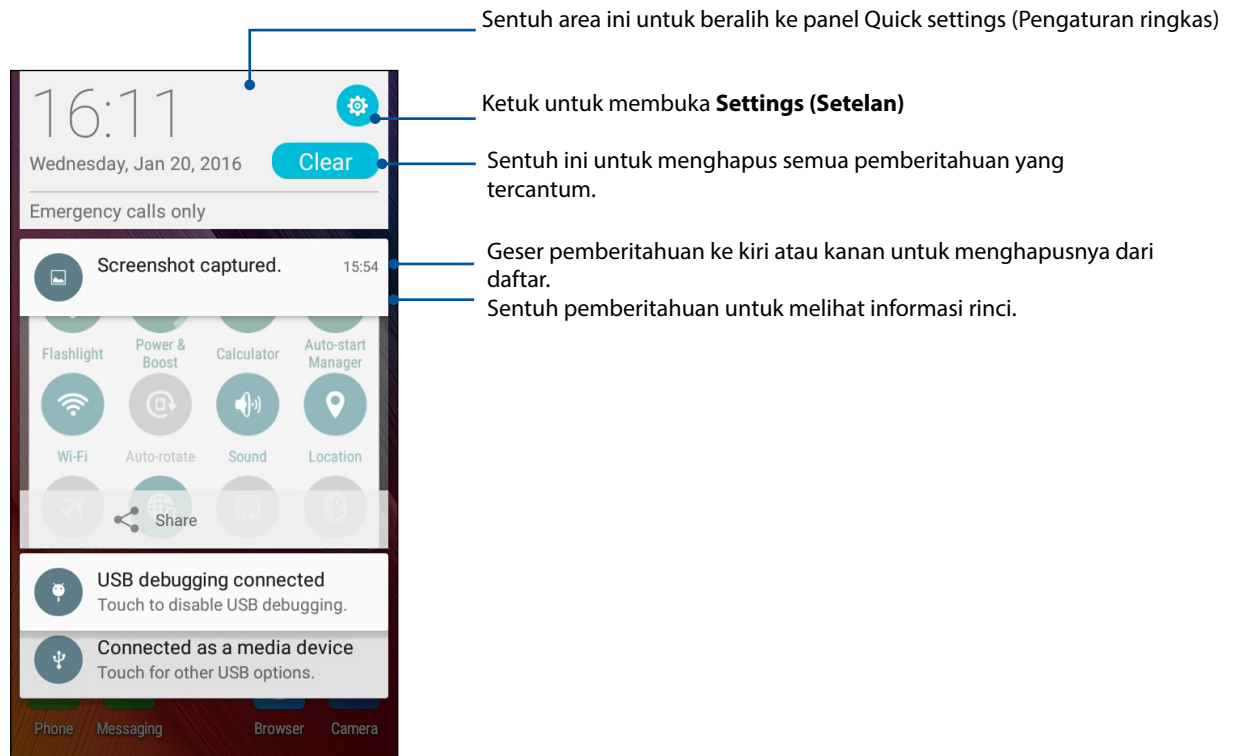 Sentuh area ini untuk beralih ke panel Quick settings (Pengaturan ringkas)
Ketuk untuk membuka Settings (Setelan)
Sentuh ini untuk menghapus semua pemberitahuan yang
tercantum.
Geser pemberitahuan ke kiri atau kanan untuk menghapusnya dari
daftar.
Sentuh pemberitahuan untuk melihat informasi rinci.
16:11
Wednesday, Jan 20, 2016
Clear
Emergency calls only
Screenshot captured.
15:54
Flashlight
Power &
Boost
Calculator
Auto-start
Manager
Wi-Fi
Auto-rotate
Sound
Location
Share
USB debugging connected
Touch to disable USB debugging.
Connected as a media device
Touch for other USB options.
Phone
Messaging
Browser
Camera